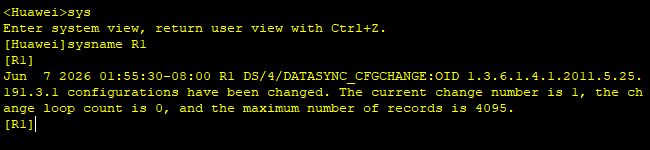 <Huawei>sys
Enter system view, return user view with Ctrl+Z.
[Huawei]sysname R1
[R1]
Jun  7 2026 01:55:30-08:00 R1 DS/4/DATASYNC_CFGCHANGE:OID 1.3.6.1.4.1.2011.5.25.
191.3.1 configurations have been changed. The current change number is 1, the ch
ange loop count is 0, and the maximum number of records is 4095.
[R1]